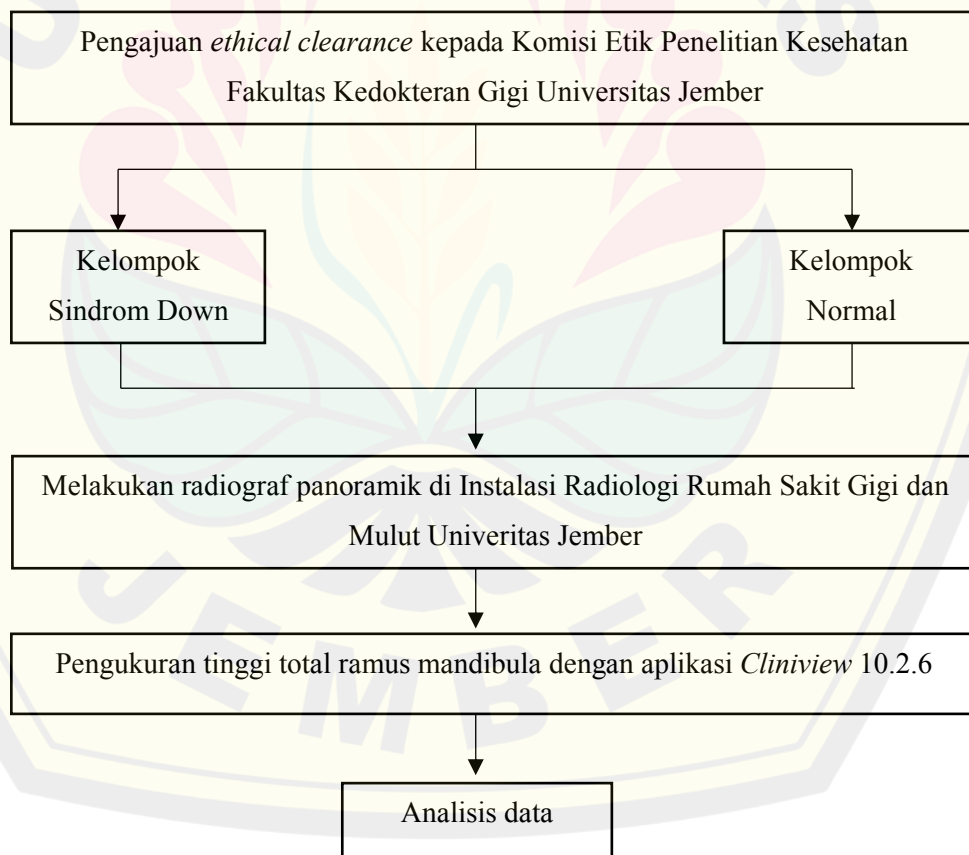 Pengajuan ethical clearance kepada Komisi Etik Penelitian Kesehatan
Fakultas Kedokteran Gigi Universitas Jember
Kelompok
Sindrom Down
Kelompok
Normal
Melakukan radiograf panoramik di Instalasi Radiologi Rumah Sakit Gigi dan
Mulut Univeritas Jember
JEMBER
Pengukuran tinggi total ramus mandibula dengan aplikasi Cliniview 10.2.6
Analisis data